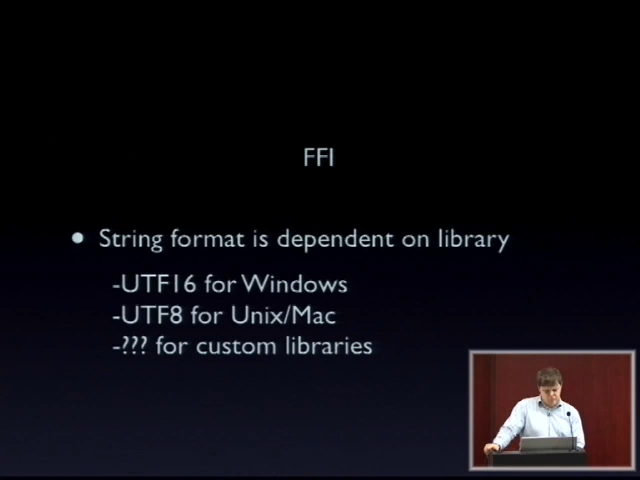 FFI
• String format is dependent on library
-UTF16 for Windows
-UTF8 for Unix/Mac
-??? for custom libraries